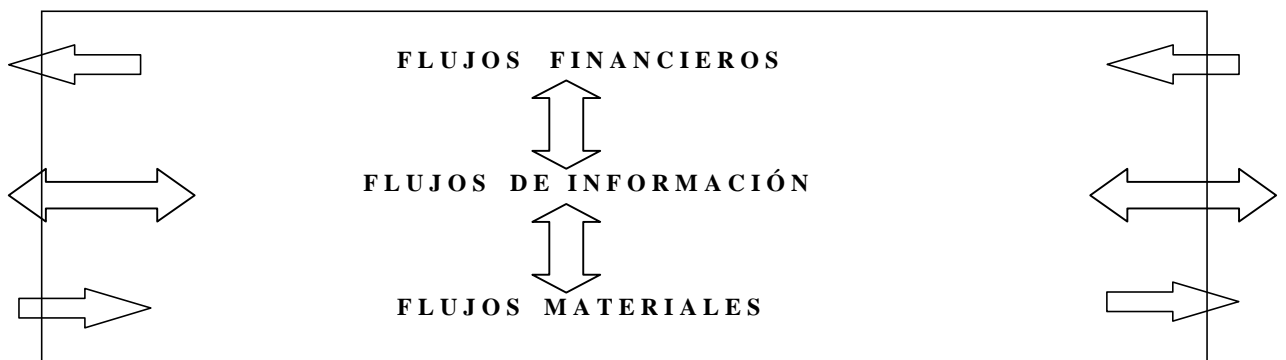 FLUJOS FINANCIEROS
FLUJOS DE INFORMACIÓN
FLUJOS MATERIALES